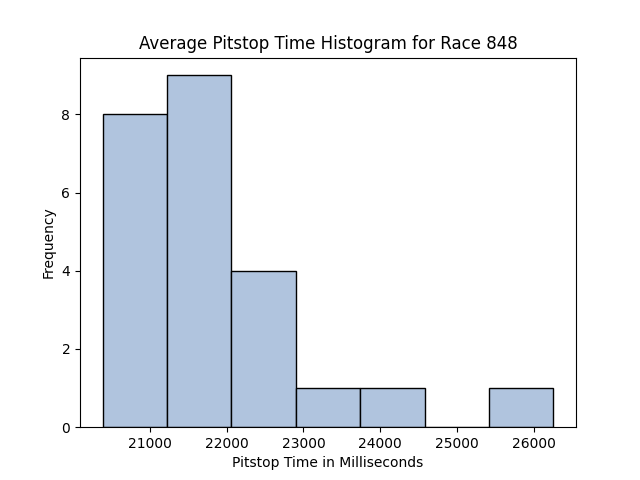 Average Pitstop Time Histogram for Race 848
8
6
4
2
0
Frequency
21000 22000 23000 24000 25000 26000
Pitstop Time in Milliseconds